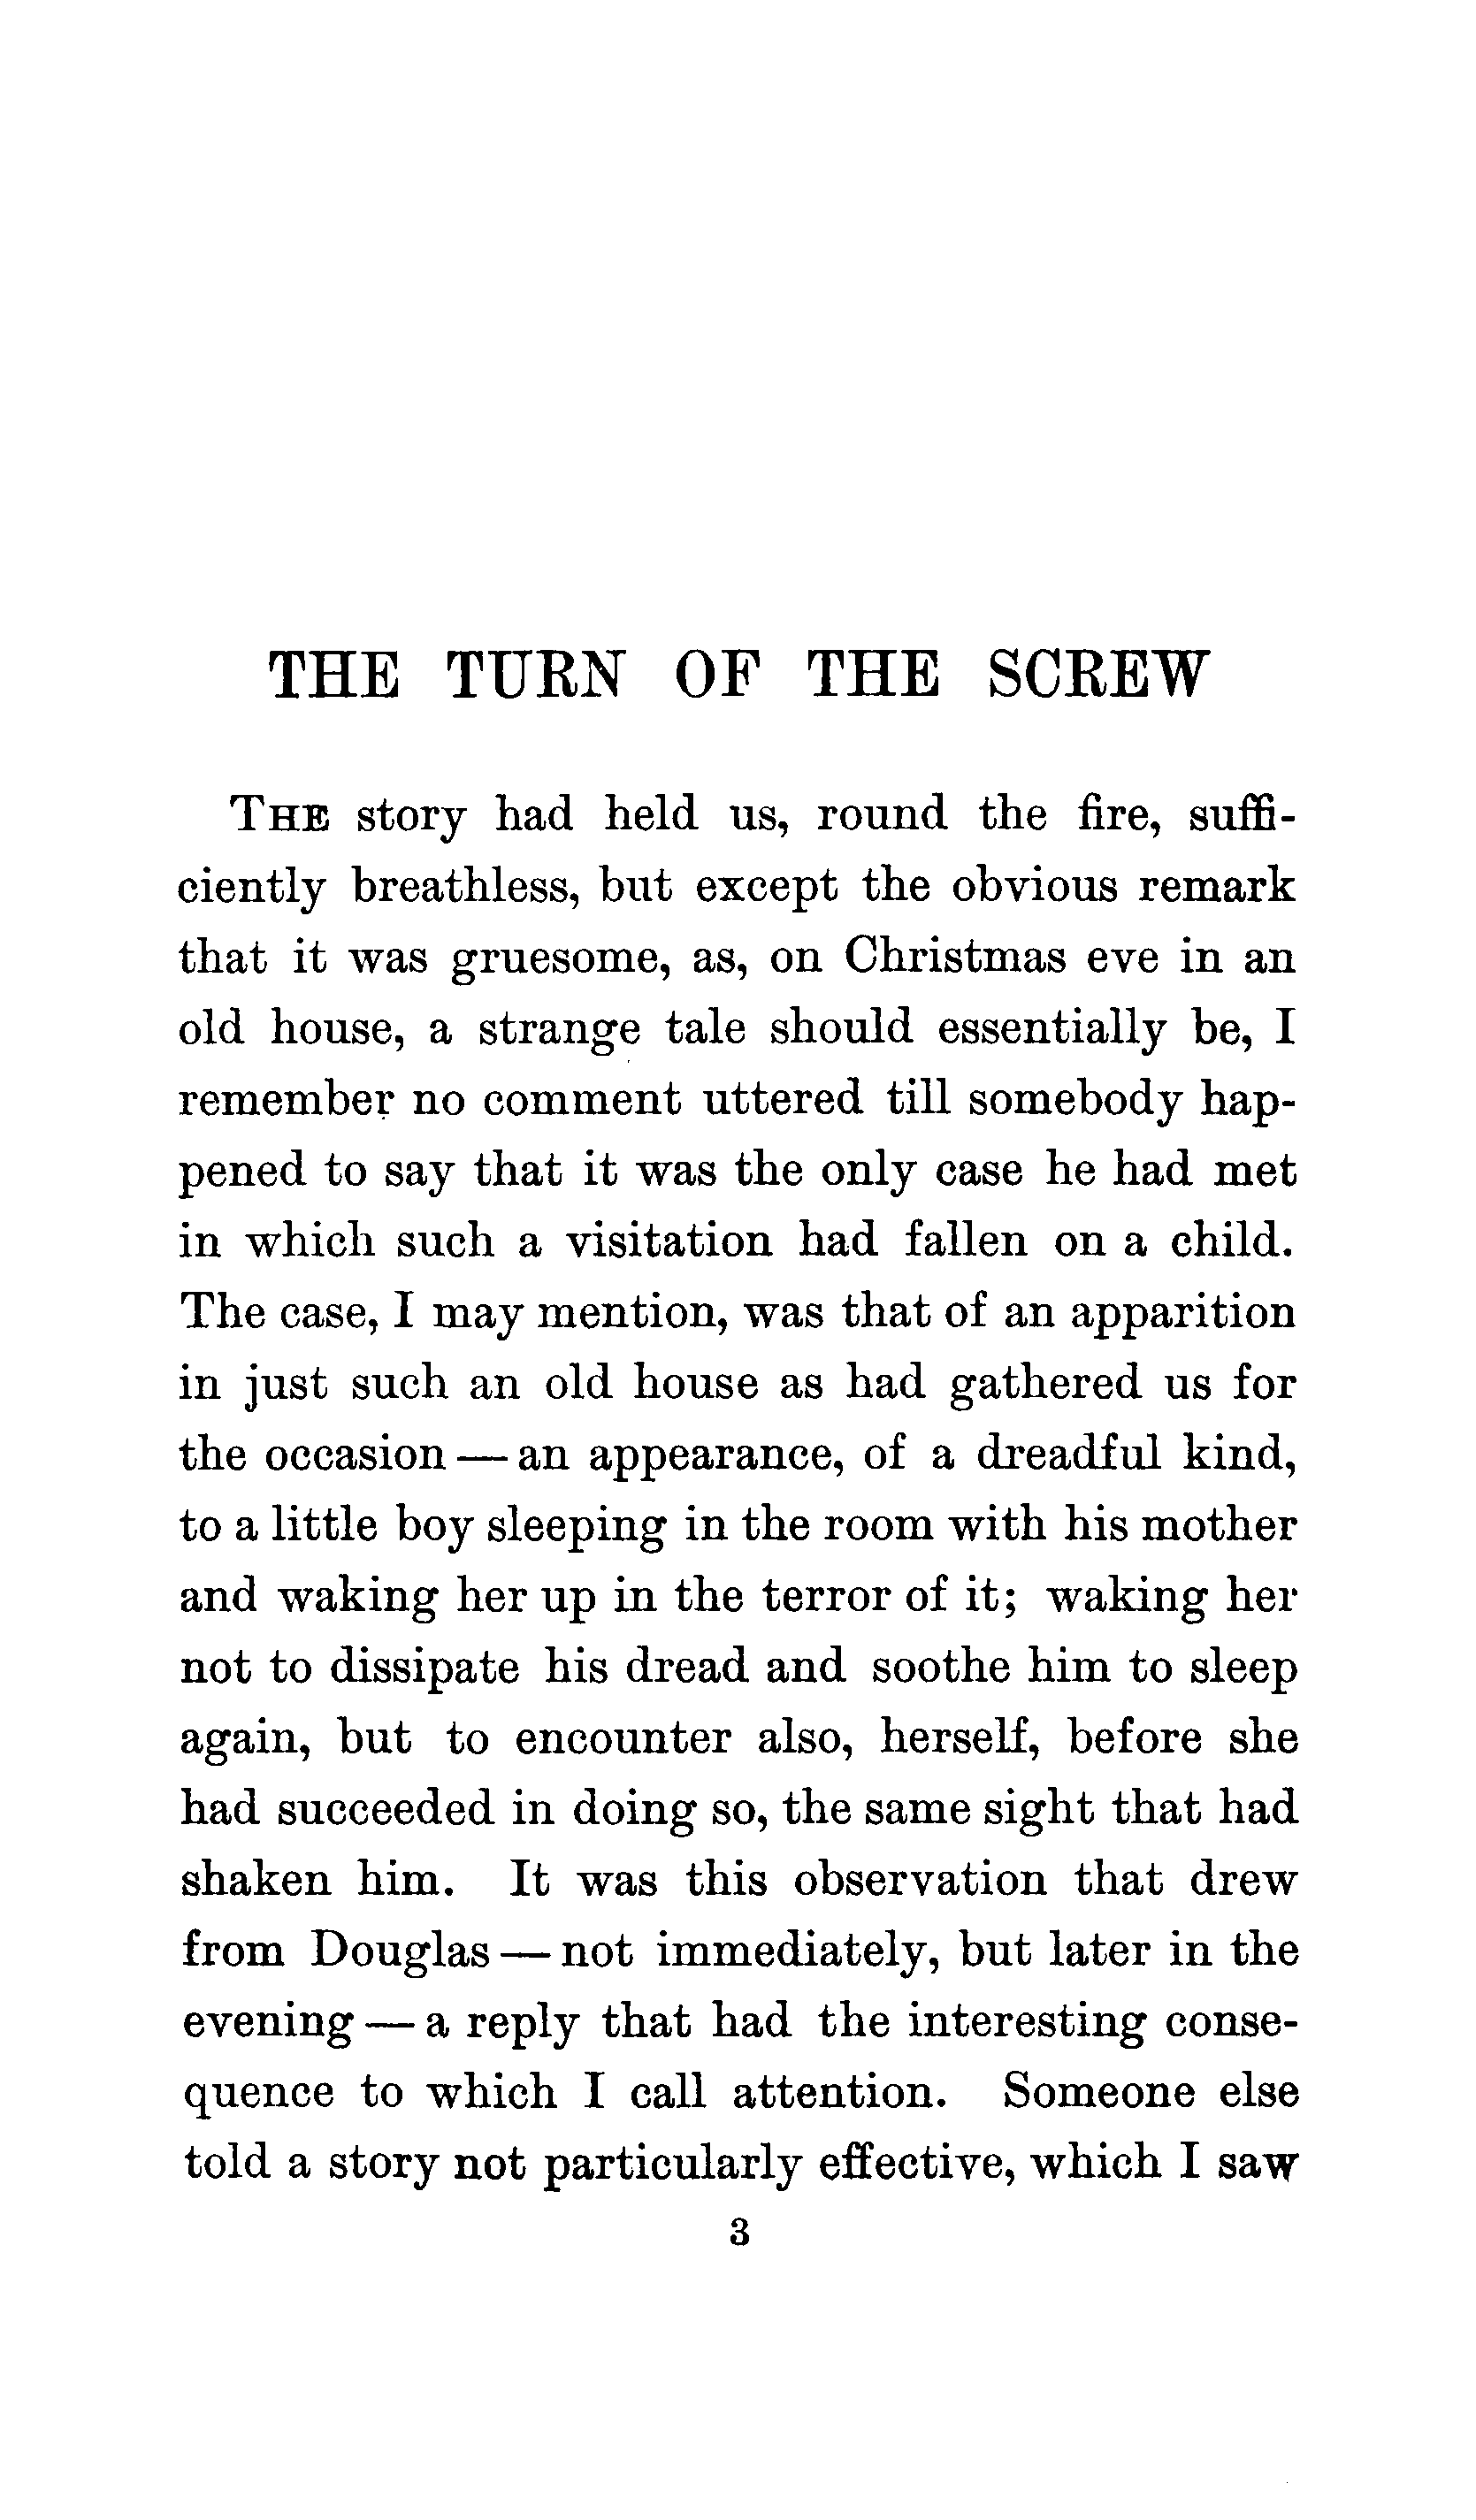 THE TURN OF THE SCREW
THE story had held us, round the fire, suffi-
ciently breathless, but except the obvious remark
that it was gruesome, as, on Christmas eve in an
old house, a strange tale should essentially be, I
remember no comment uttered till somebody hap-
pened to say that it was the only case he had met
in which such a visitation had fallen on a child.
The case, I may mention, was that of an apparition
in just such an old house as had gathered us for
the occasion — an appearance, of a dreadful kind,
to a little boy sleeping in the room with his mother
and waking her up in the terror of it; waking her
not to dissipate his dread and soothe him to sleep
again, but to encounter also, herself, before she
had succeeded in doing so, the same sight that had
shaken him. It was this observation that drew
from Douglas — not immediately, but later in the
evening — a reply that had the interesting conse-
quence to which I call attention. Someone else
told a story not particularly effective, which I saw
3